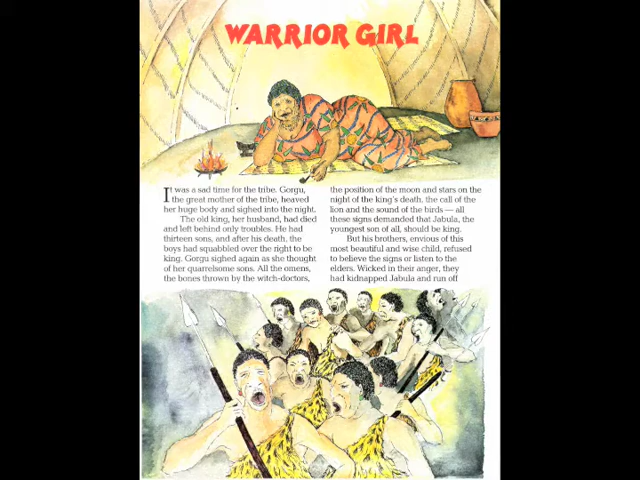 WARRIOR GIRL
It was a sad time for the tribe. Gorgu,
the great mother of the tribe, heaved
her huge body and sighed into the night.
The old king, her husband, had died
and left behind only troubles. He had
thirteen sons, and after his death, the
boys had squabbled over the right to be
king. Gorgu sighed again as she thought
of her quarrelsome sons. All the omens,
the bones thrown by the witch-doctors,
the position of the moon and stars on the
night of the king's death, the call of the
lion and the sound of the birds — all
these signs demanded that Jabula, the
youngest son of all, should be king.
But his brothers, envious of this
most beautiful and wise child, refused
to believe the signs or listen to the
elders. Wicked in their anger, they
had kidnapped Jabula and run off